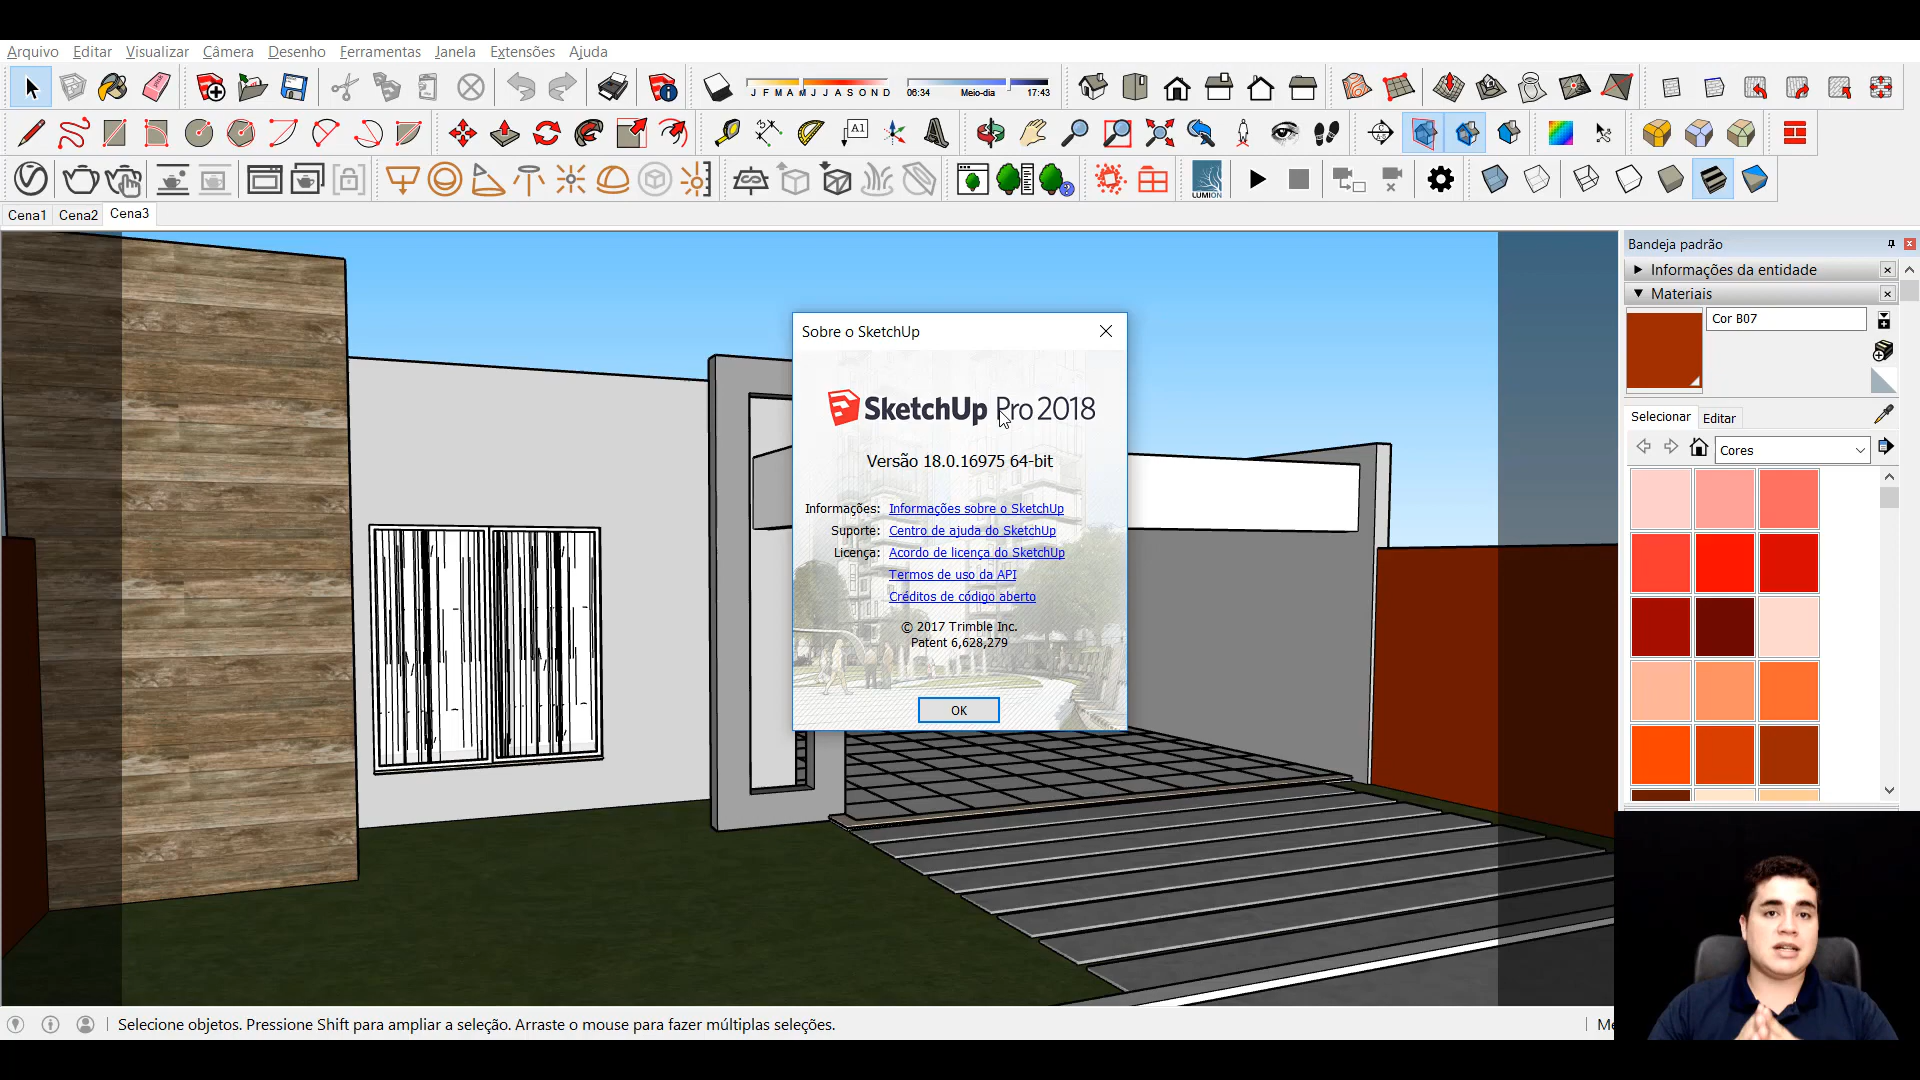 Arquivo Editar Visualizar Câmera Desenho Ferramentas Janela Extensões Ajuda
J F M A M J J A S O N D 06:34 Meio-dia 17:43
A1
LUMION
Cena1 Cena2 Cena3
Bandeja padrão
Informações da entidade
Materiais
Cor B07
Selecionar Editar
Cores
Sobre o SketchUp
SketchUp Pro 2018
Versão 18.0.16975 64-bit
Informações: Informações sobre o SketchUp
Suporte: Centro de ajuda do SketchUp
Licença: Acordo de licença do SketchUp
Termos de uso da API
Créditos de código aberto
© 2017 Trimble Inc.
Patent 6,628,279
OK
Selecione objetos. Pressione Shift para ampliar a seleção. Arraste o mouse para fazer múltiplas seleções.